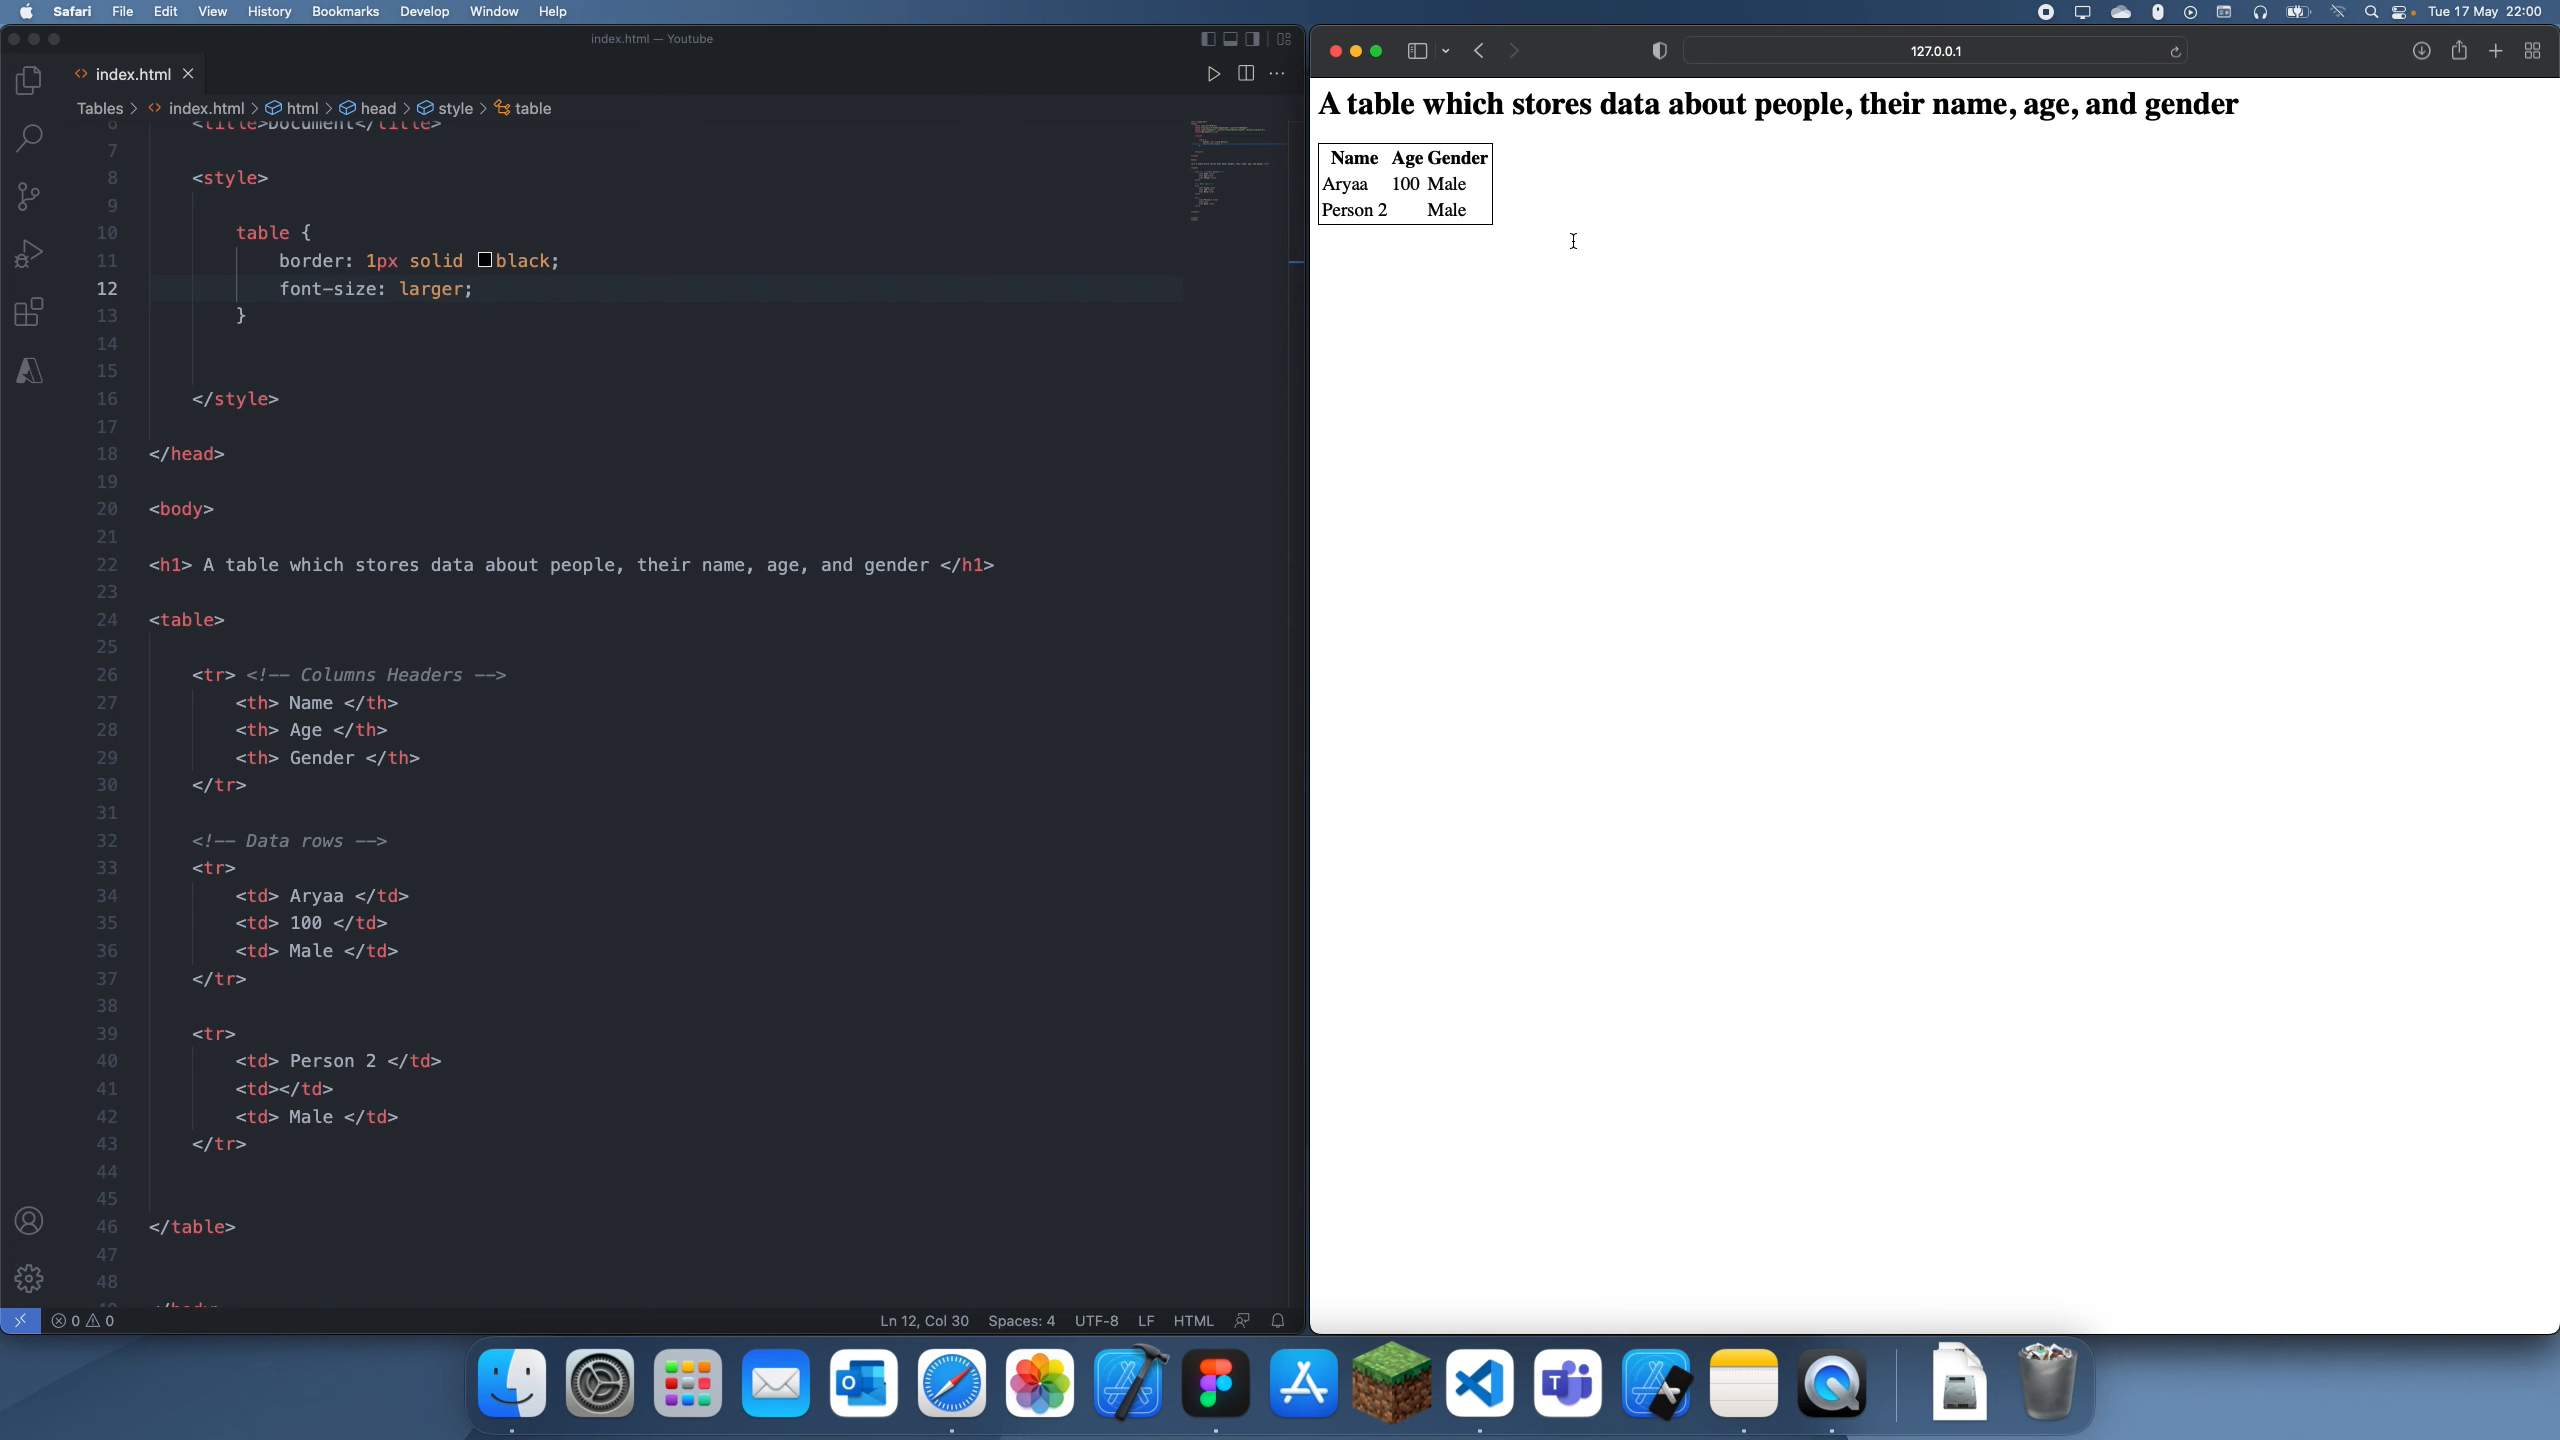 Safari File Edit View History Bookmarks Develop Window Help
Tue 17 May 22:00
index.html — Youtube
index.html
Tables > index.html > html > head > style > table
6 <title>Document</title>
7
8 <style>
9
10 table {
11 border: 1px solid black;
12 font-size: larger;
13 }
14
15
16 </style>
17
18 </head>
19
20 <body>
21
22 <h1> A table which stores data about people, their name, age, and gender </h1>
23
24 <table>
25
26 <tr> <!-- Columns Headers -->
27 <th> Name </th>
28 <th> Age </th>
29 <th> Gender </th>
30 </tr>
31
32 <!-- Data rows -->
33 <tr>
34 <td> Aryaa </td>
35 <td> 100 </td>
36 <td> Male </td>
37 </tr>
38
39 <tr>
40 <td> Person 2 </td>
41 <td></td>
42 <td> Male </td>
43 </tr>
44
45
46 </table>
47
48
0 0
Ln 12, Col 30 Spaces: 4 UTF-8 LF HTML
127.0.0.1
A table which stores data about people, their name, age, and gender
Name Age Gender
Aryaa 100 Male
Person 2 Male